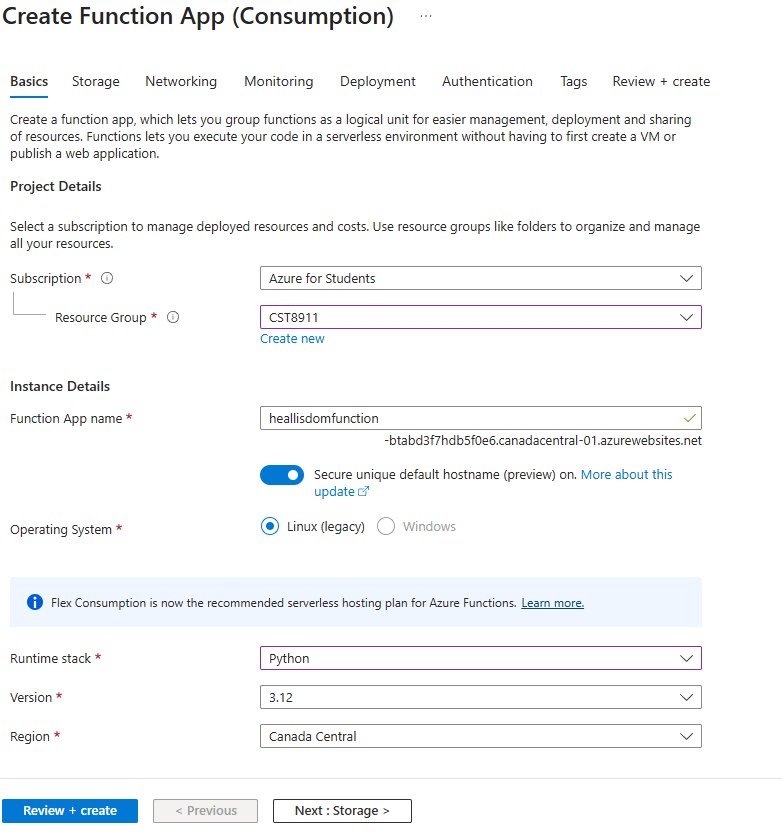 Create Function App (Consumption) ...
Basics Storage Networking Monitoring Deployment Authentication Tags Review + create
Create a function app, which lets you group functions as a logical unit for easier management, deployment and sharing
of resources. Functions lets you execute your code in a serverless environment without having to first create a VM or
publish a web application.
Project Details
Select a subscription to manage deployed resources and costs. Use resource groups like folders to organize and manage
all your resources.
Subscription * Azure for Students
Resource Group * CST8911
Create new
Instance Details
Function App name * heallisdomfunction
-btabd3f7hdb5f0e6.canadacentral-01.azurewebsites.net
Secure unique default hostname (preview) on. More about this
update
Operating System * Linux (legacy) Windows
Flex Consumption is now the recommended serverless hosting plan for Azure Functions. Learn more.
Runtime stack * Python
Version * 3.12
Region * Canada Central
Review + create < Previous Next : Storage >